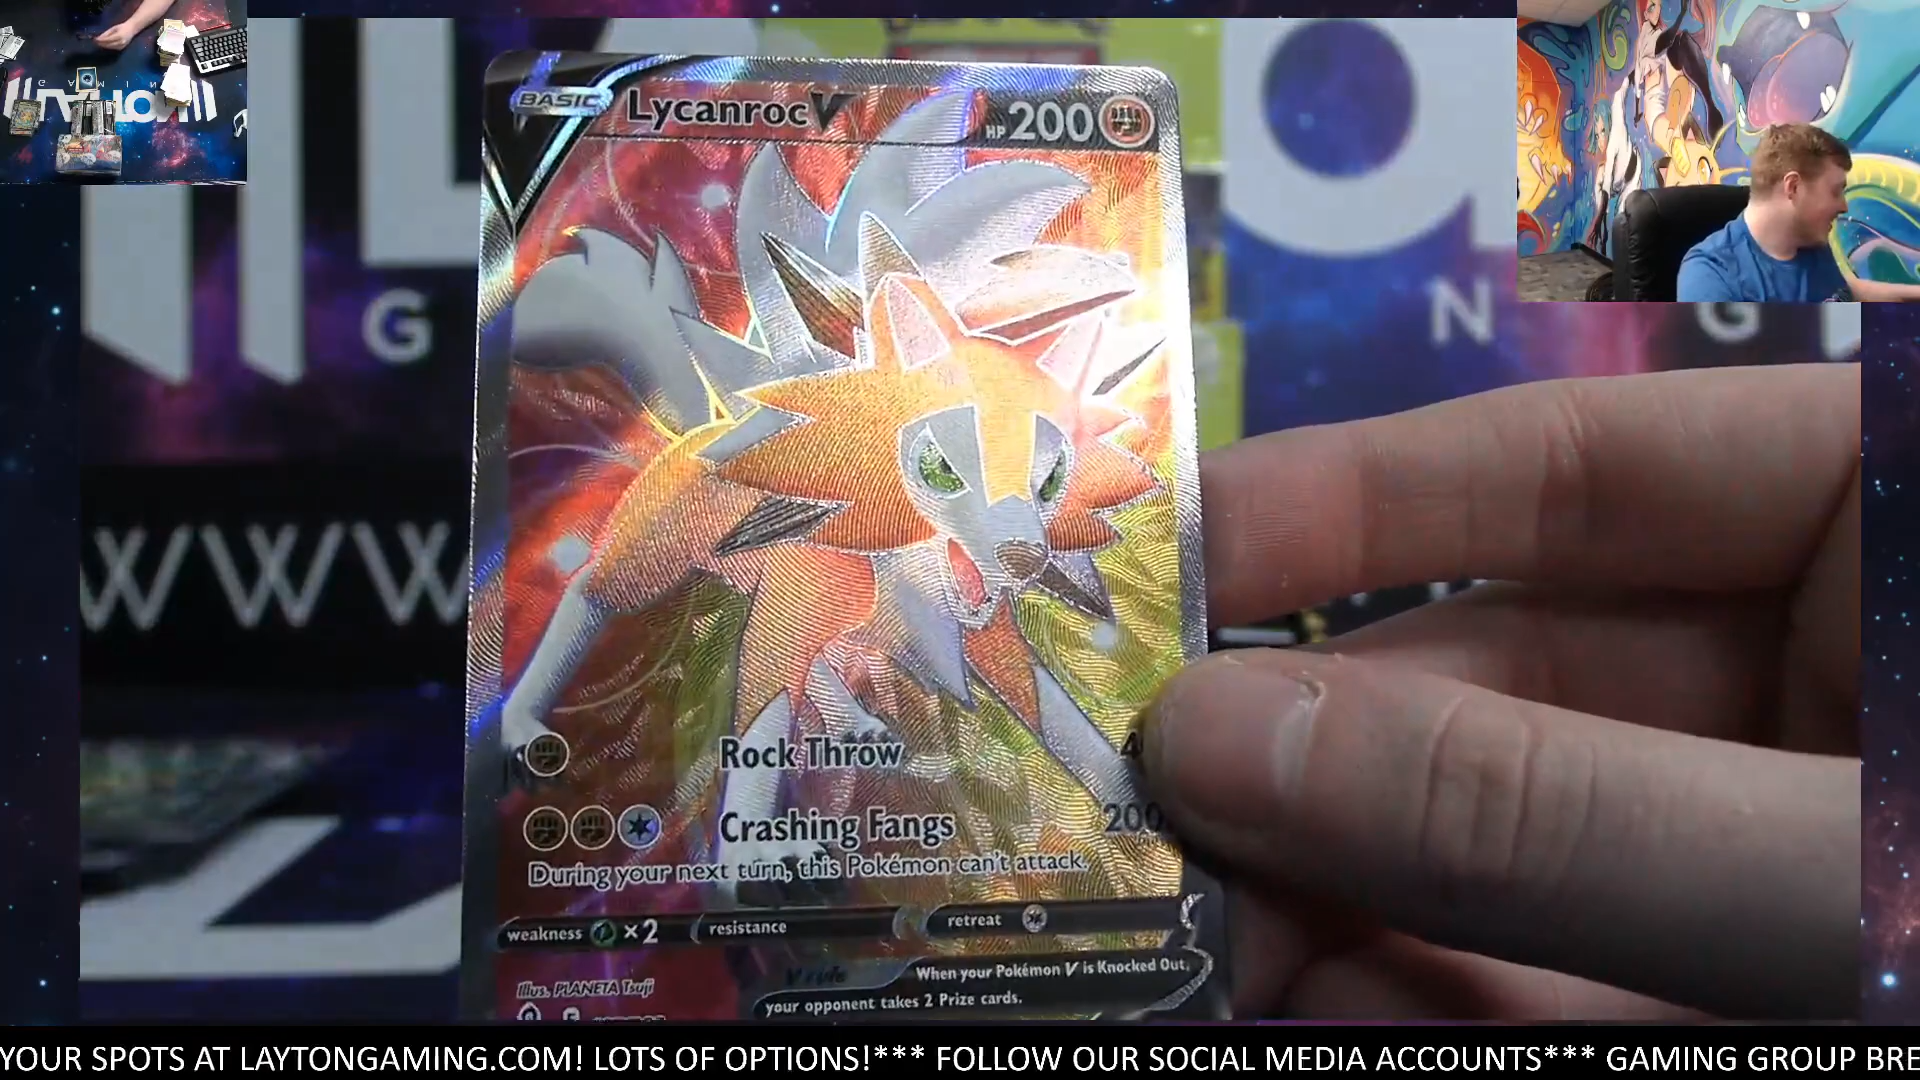 BASIC
Lycanroc V
HP 200
G
N
G
WWW
Rock Throw
Crashing Fangs 200
During your next turn, this Pokémon can't attack.
weakness ×2 resistance retreat
V rule
When your Pokémon V is Knocked Out,
your opponent takes 2 Prize cards.
Illus. PLANETA Tsuji
YOUR SPOTS AT LAYTONGAMING.COM! LOTS OF OPTIONS!*** FOLLOW OUR SOCIAL MEDIA ACCOUNTS*** GAMING GROUP BRE